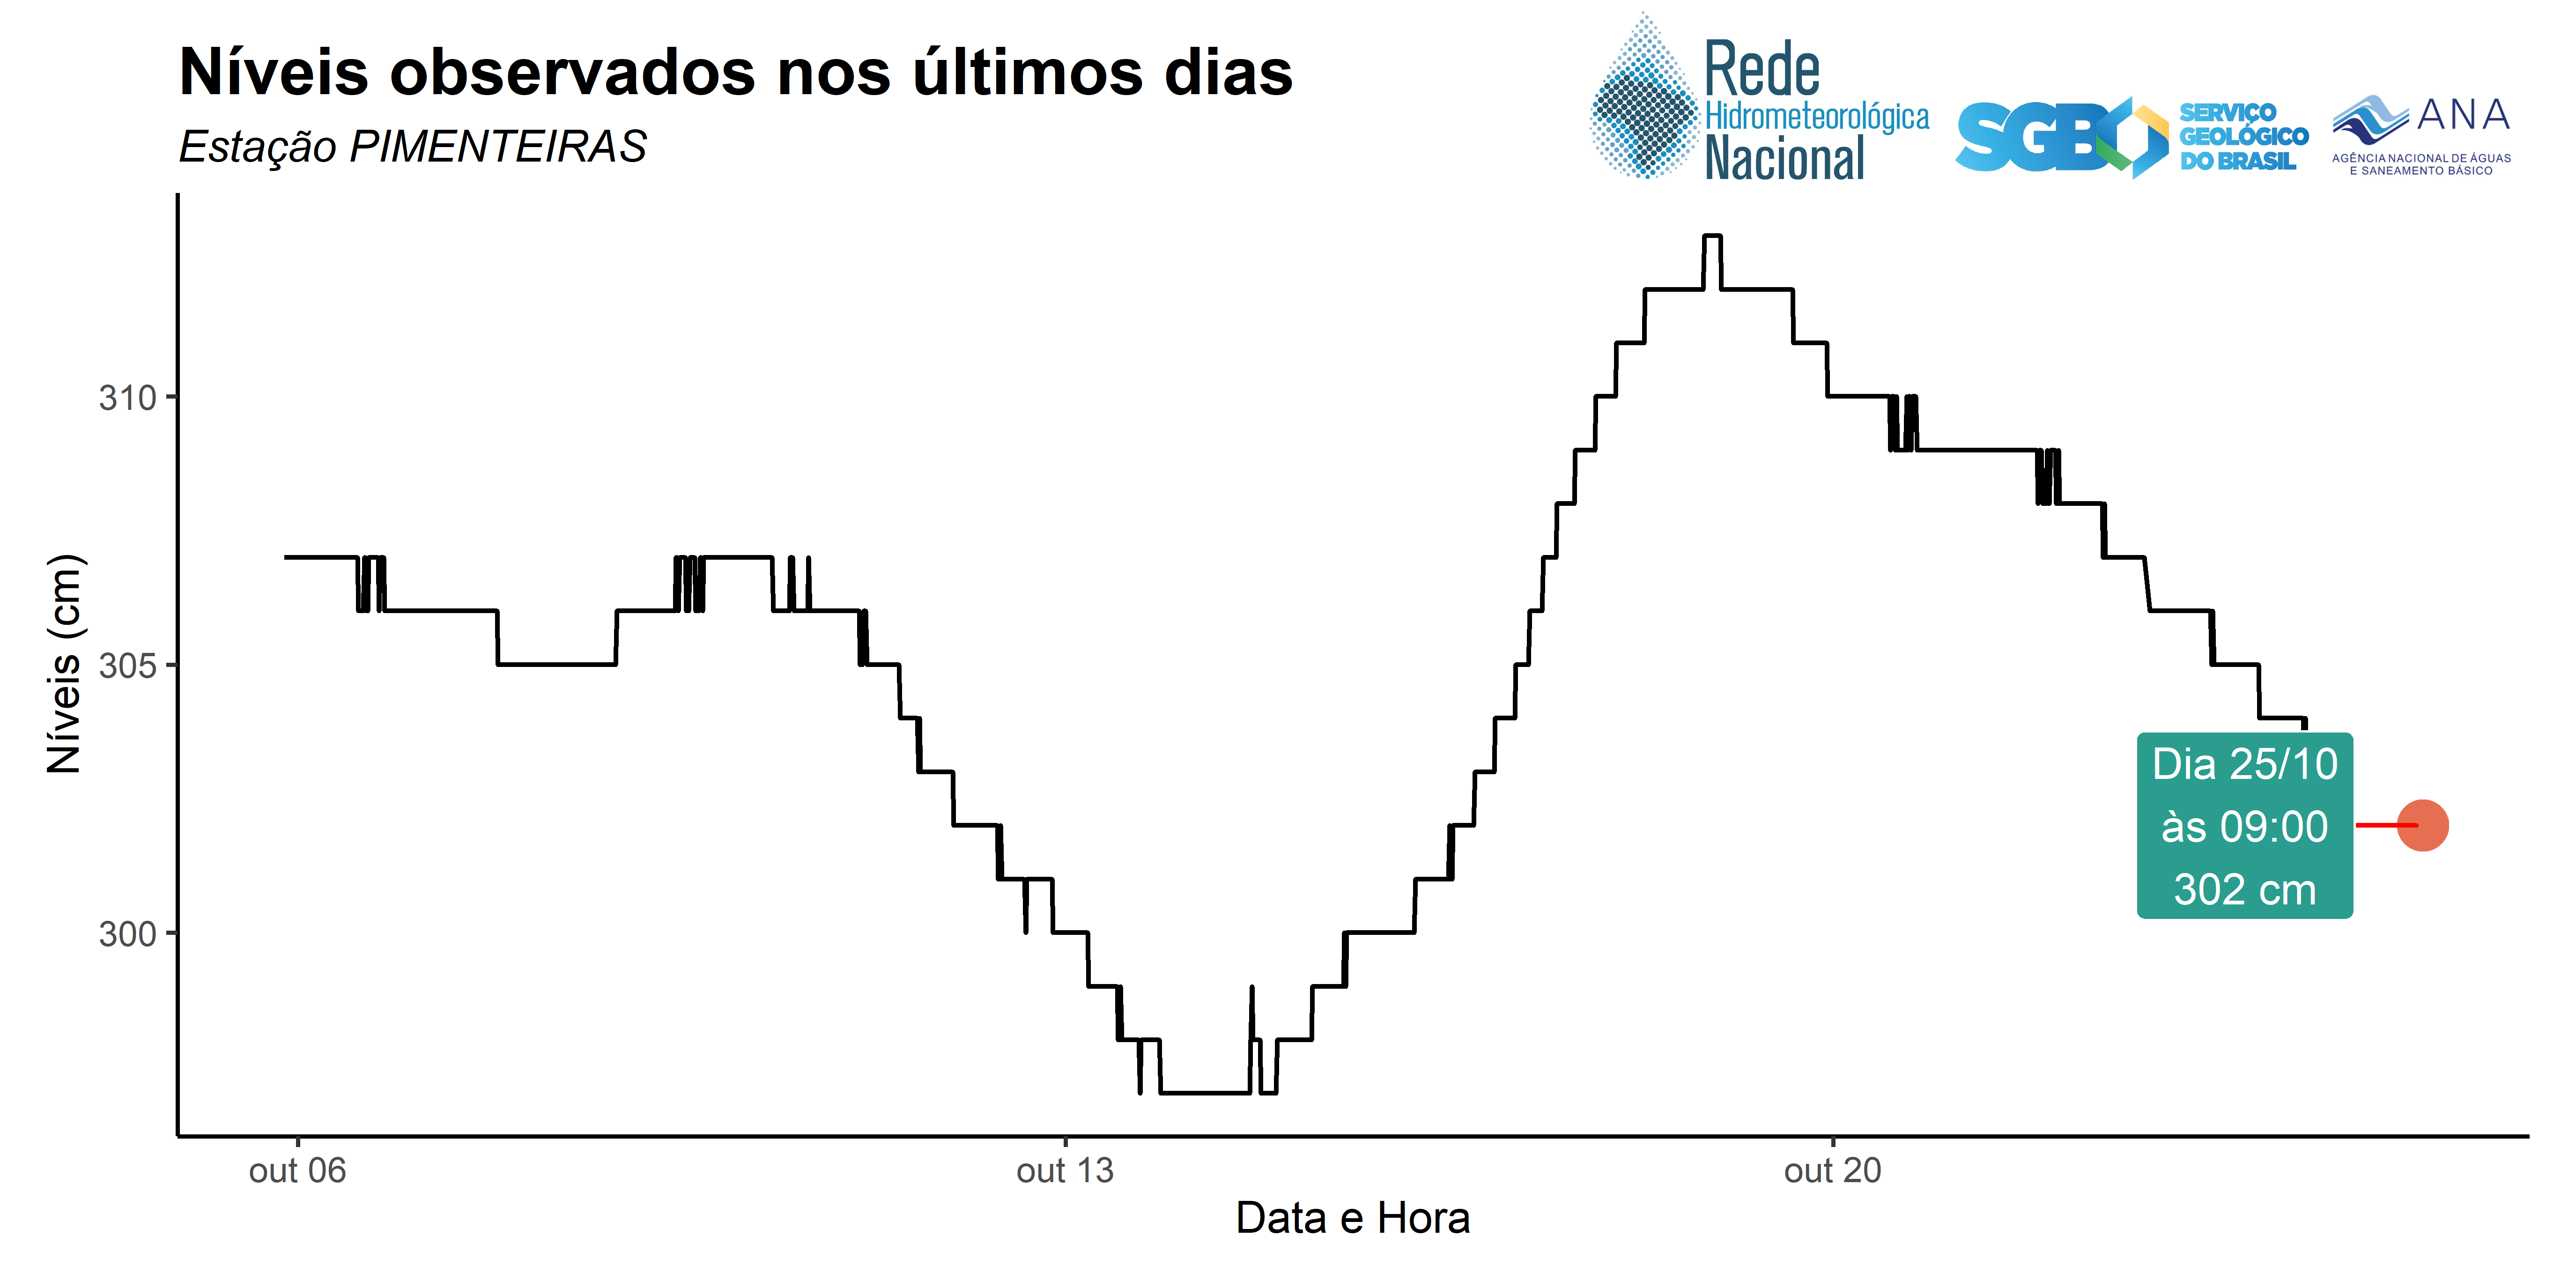 Níveis observados nos últimos dias
Estação PIMENTEIRAS
Rede
Hidrometeorológica
Nacional
SGB
SERVIÇO
GEOLÓGICO
DO BRASIL
ANA
AGÊNCIA NACIONAL DE ÁGUAS
E SANEAMENTO BÁSICO
Níveis (cm)
310
305
300
Dia 25/10
às 09:00
302 cm
out 06
out 13
out 20
Data e Hora